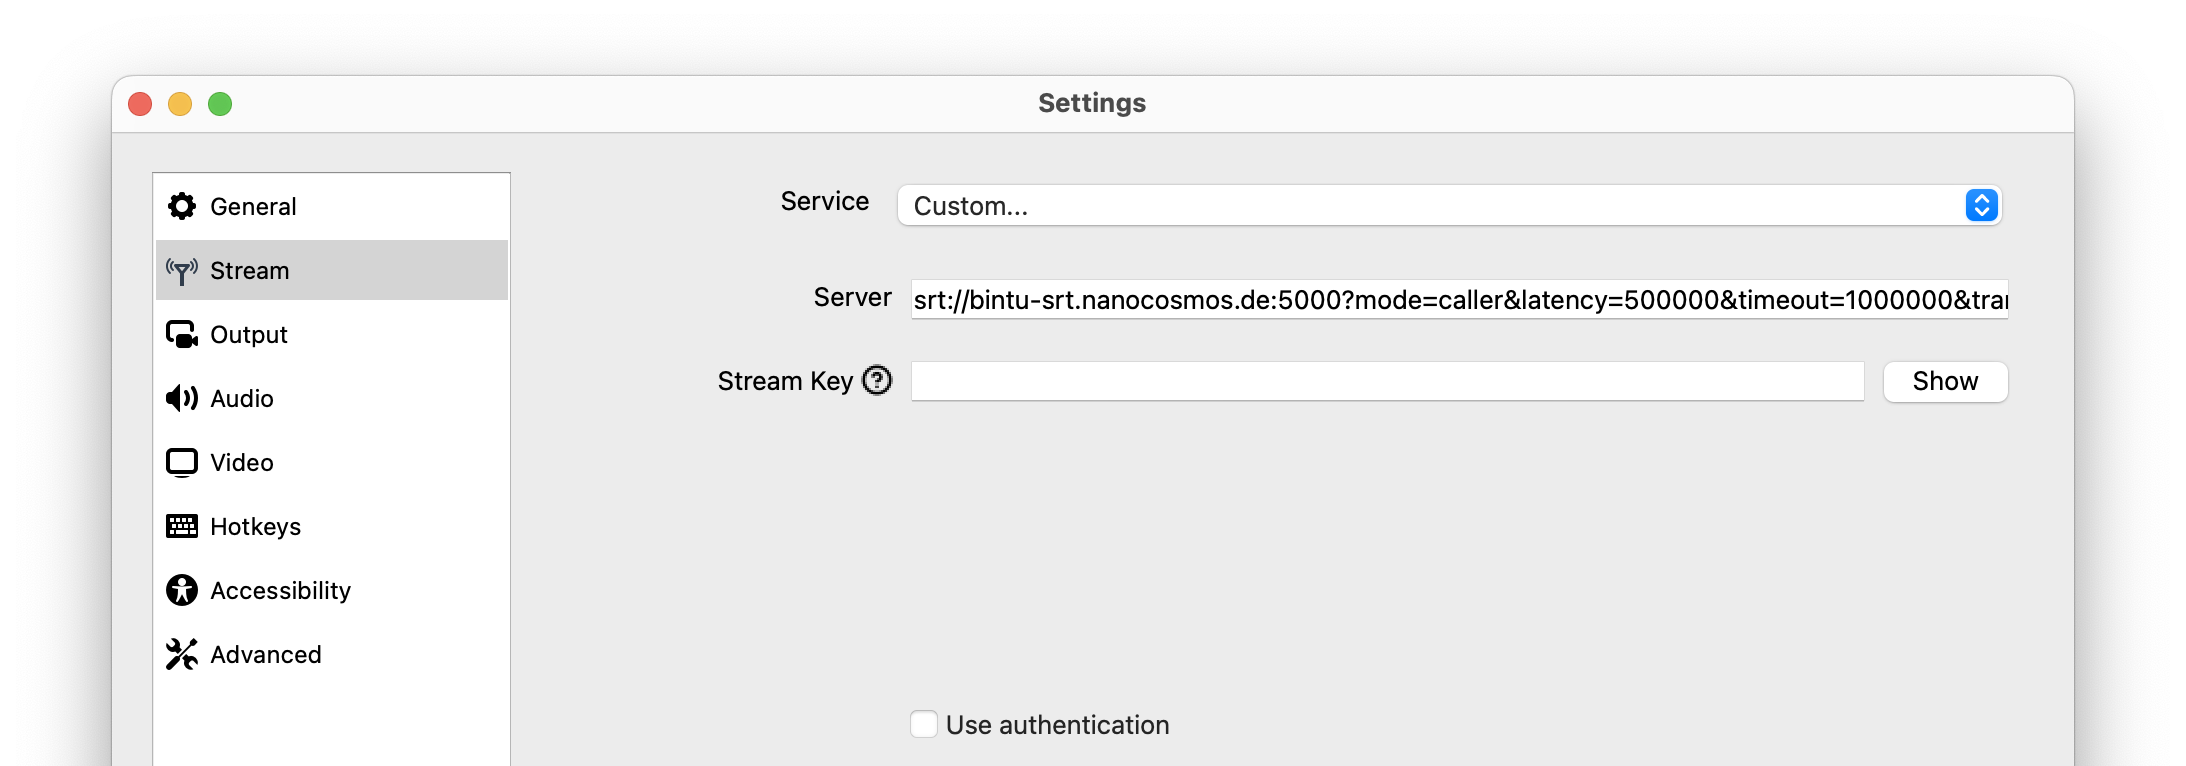 Settings
General
Stream
Output
Audio
Video
Hotkeys
Accessibility
Advanced
Service Custom...
Server srt://bintu-srt.nanocosmos.de:5000?mode=caller&latency=500000&timeout=1000000&tra
Stream Key ? Show
Use authentication